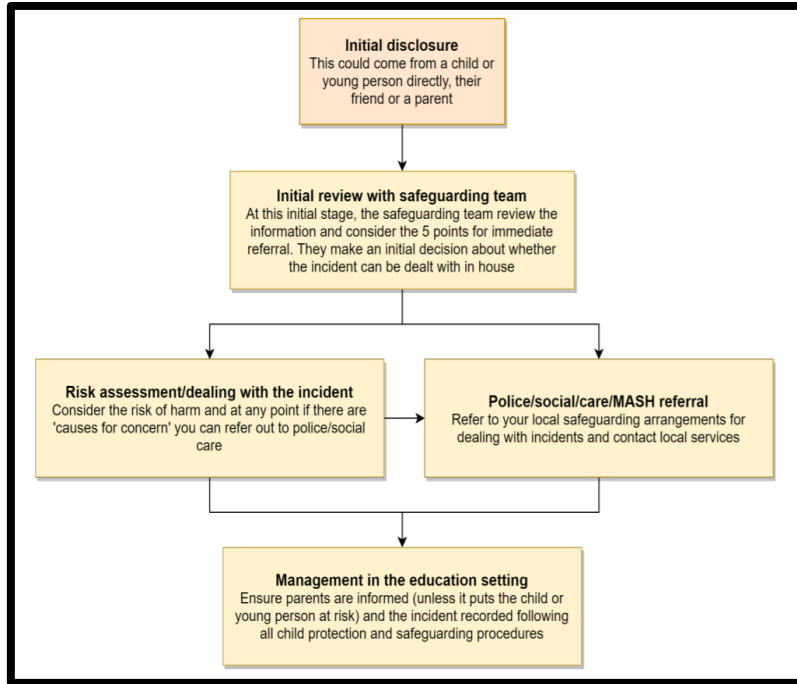 Initial disclosure
This could come from a child or
young person directly, their
friend or a parent
Initial review with safeguarding team
At this initial stage, the safeguarding team review the
information and consider the 5 points for immediate
referral. They make an initial decision about whether
the incident can be dealt with in house
Risk assessment/dealing with the incident
Consider the risk of harm and at any point if there are
'causes for concern' you can refer out to police/social
care
Police/social/care/MASH referral
Refer to your local safeguarding arrangements for
dealing with incidents and contact local services
Management in the education setting
Ensure parents are informed (unless it puts the child or
young person at risk) and the incident recorded following
all child protection and safeguarding procedures